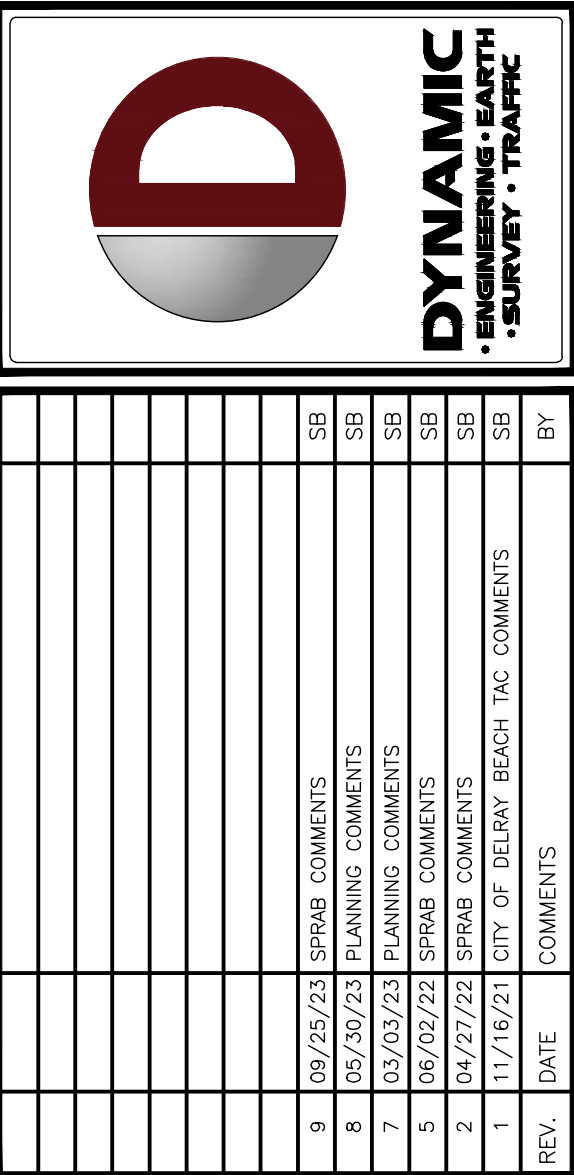 DYNAMIC
• ENGINEERING • EARTH
• SURVEY • TRAFFIC
9 09/25/23 SPRAB COMMENTS SB
8 05/30/23 PLANNING COMMENTS SB
7 03/03/23 PLANNING COMMENTS SB
5 06/02/22 SPRAB COMMENTS SB
2 04/27/22 SPRAB COMMENTS SB
1 11/16/21 CITY OF DELRAY BEACH TAC COMMENTS SB
REV. DATE COMMENTS BY